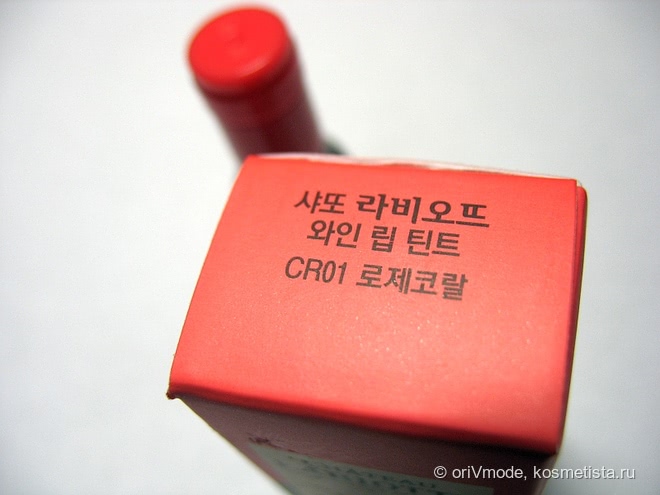 샤또 라비오뜨
와인 립 틴트
CR01 로제코랄
© oriVmode, kosmetista.ru